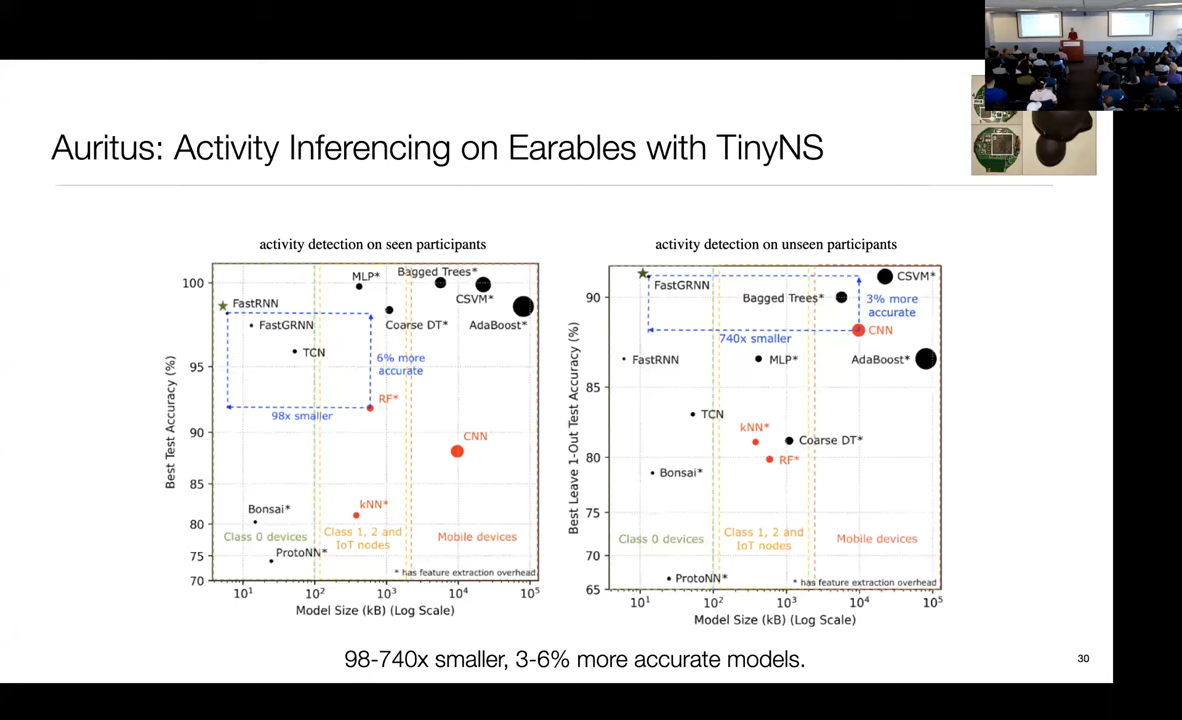 Auritus: Activity Inferencing on Earables with TinyNS
activity detection on seen participants
100
95
90
85
80
75
70
Best Test Accuracy (%)
MLP*
Bagged Trees*
CSVM*
FastRNN
FastGRNN
Coarse DT*
AdaBoost*
TCN
6% more
accurate
RF*
98x smaller
CNN
Bonsai*
kNN*
Class 0 devices
Class 1, 2 and
IoT nodes
Mobile devices
ProtoNN*
* has feature extraction overhead
10¹
10²
10³
10⁴
10⁵
Model Size (kB) (Log Scale)
activity detection on unseen participants
90
85
80
75
70
65
Best Leave 1-Out Test Accuracy (%)
CSVM*
FastGRNN
Bagged Trees*
3% more
accurate
740x smaller
CNN
FastRNN
MLP*
AdaBoost*
TCN
kNN*
Coarse DT*
RF*
Bonsai*
Class 0 devices
Class 1, 2 and
IoT nodes
Mobile devices
ProtoNN*
* has feature extraction overhead
10¹
10²
10³
10⁴
10⁵
Model Size (kB) (Log Scale)
98-740x smaller, 3-6% more accurate models.
30